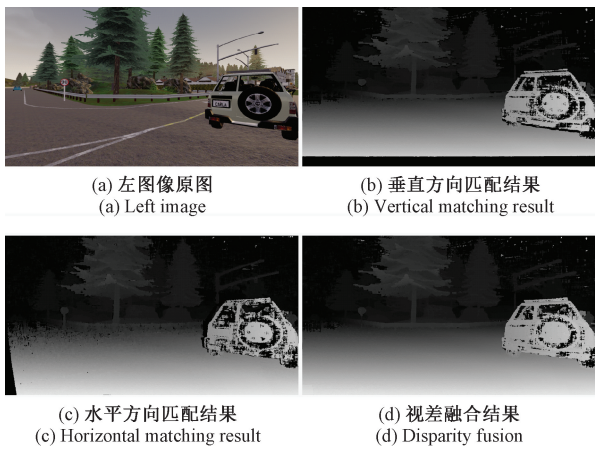 CARLA
(a) 左图像原图
(a) Left image
(b) 垂直方向匹配结果
(b) Vertical matching result
(c) 水平方向匹配结果
(c) Horizontal matching result
(d) 视差融合结果
(d) Disparity fusion